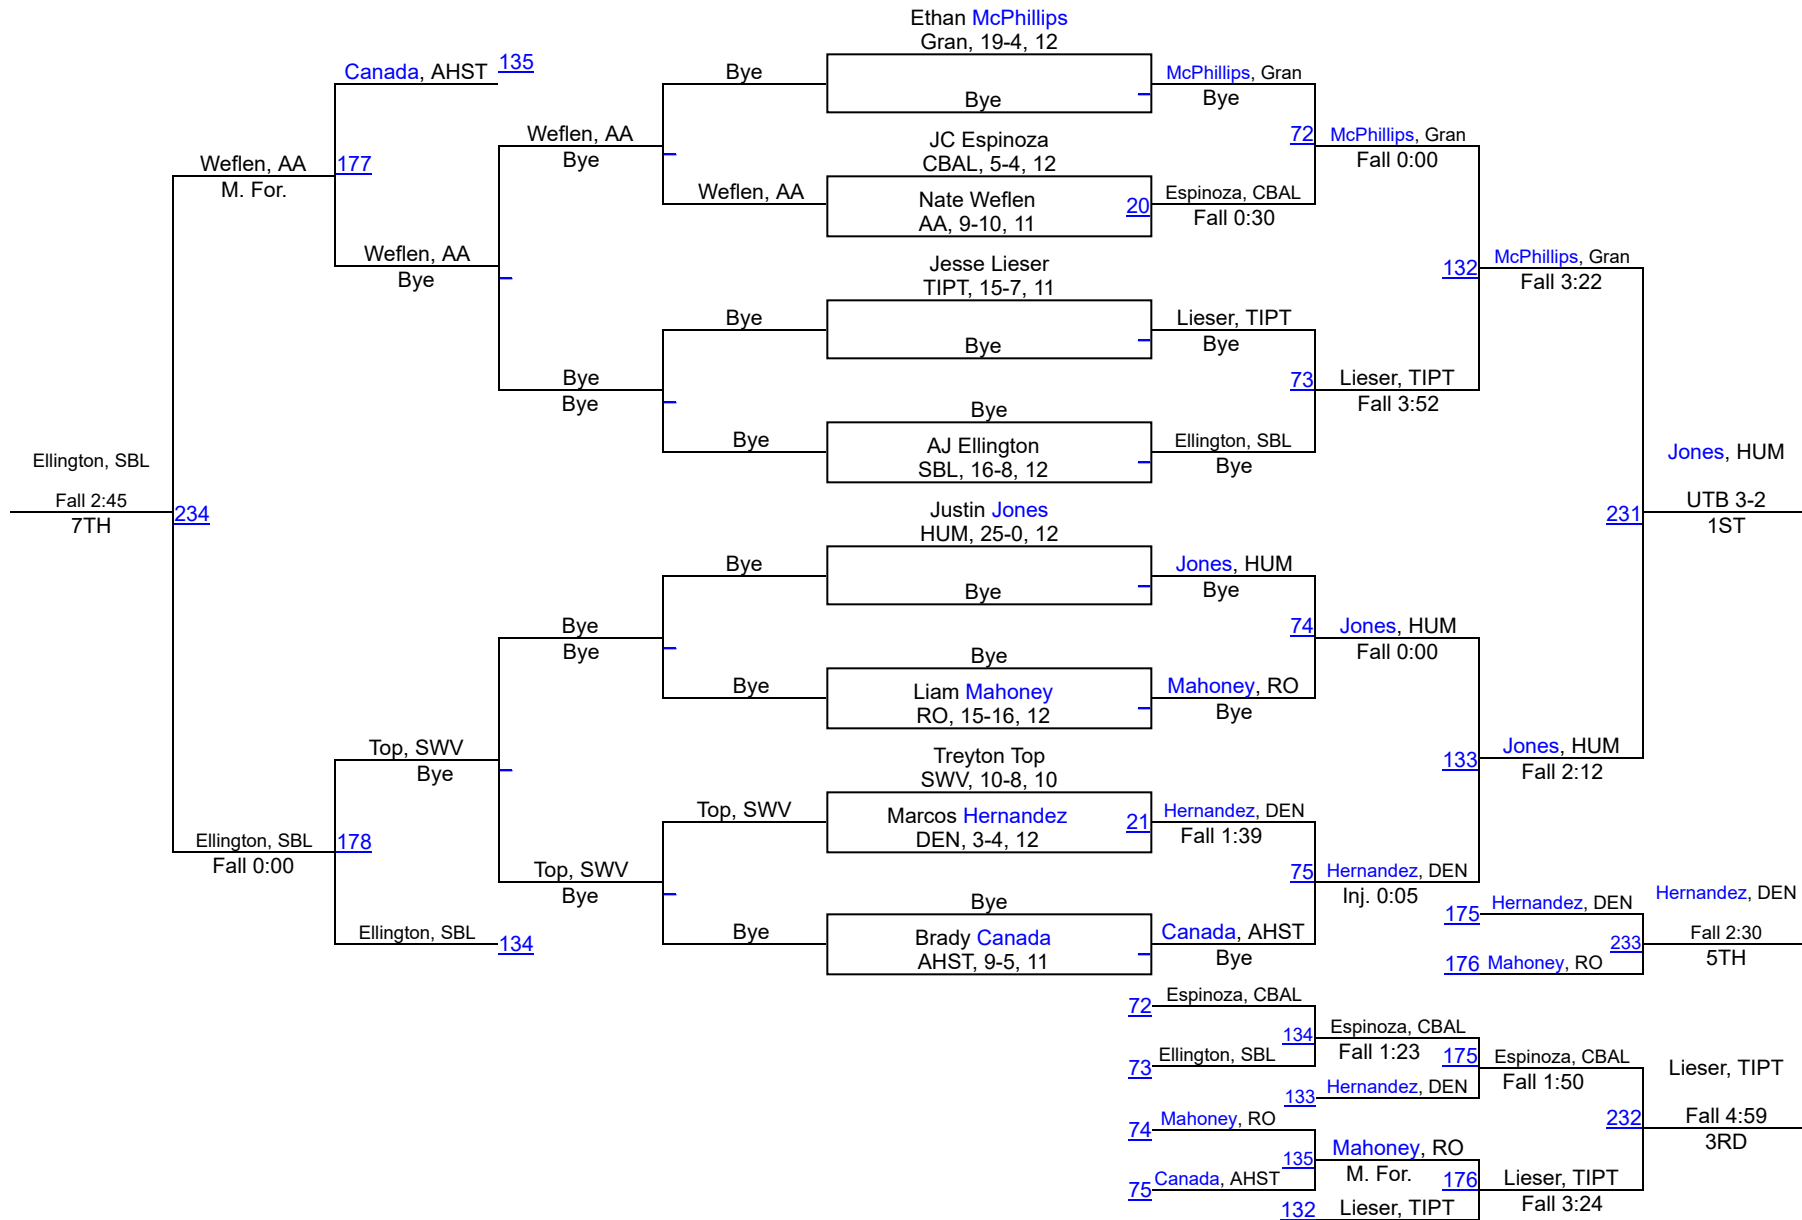 Ethan McPhillips
Gran, 19-4, 12
Canada, AHST 135
Bye
Bye
McPhillips, Gran
Bye
Weflen, AA
Bye
JC Espinoza
CBAL, 5-4, 12
72
McPhillips, Gran
Fall 0:00
Weflen, AA
M. For.
177
Weflen, AA
Nate Weflen
AA, 9-10, 11
20
Espinoza, CBAL
Fall 0:30
Weflen, AA
Bye
Jesse Lieser
TIPT, 15-7, 11
132
McPhillips, Gran
Fall 3:22
Bye
Bye
Lieser, TIPT
Bye
Bye
Bye
73
Lieser, TIPT
Fall 3:52
Bye
Bye
AJ Ellington
SBL, 16-8, 12
Ellington, SBL
Bye
Ellington, SBL
Fall 2:45
7TH
234
Justin Jones
HUM, 25-0, 12
Jones, HUM
231
UTB 3-2
1ST
Bye
Bye
Jones, HUM
Bye
Bye
Bye
74
Jones, HUM
Fall 0:00
Bye
Bye
Liam Mahoney
RO, 15-16, 12
Mahoney, RO
Bye
Top, SWV
Bye
Treyton Top
SWV, 10-8, 10
133
Jones, HUM
Fall 2:12
Top, SWV
Marcos Hernandez
DEN, 3-4, 12
21
Hernandez, DEN
Fall 1:39
Ellington, SBL
Fall 0:00
178
Top, SWV
Bye
75
Hernandez, DEN
Inj. 0:05
Bye
Bye
Brady Canada
AHST, 9-5, 11
Canada, AHST
Bye
Ellington, SBL 134
175
Hernandez, DEN
Hernandez, DEN
233
Fall 2:30
5TH
176
Mahoney, RO
72
Espinoza, CBAL
134
Espinoza, CBAL
Fall 1:23
73
Ellington, SBL
175
Espinoza, CBAL
Fall 1:50
133
Hernandez, DEN
Lieser, TIPT
232
Fall 4:59
3RD
74
Mahoney, RO
135
Mahoney, RO
M. For.
75
Canada, AHST
176
Lieser, TIPT
Fall 3:24
132
Lieser, TIPT